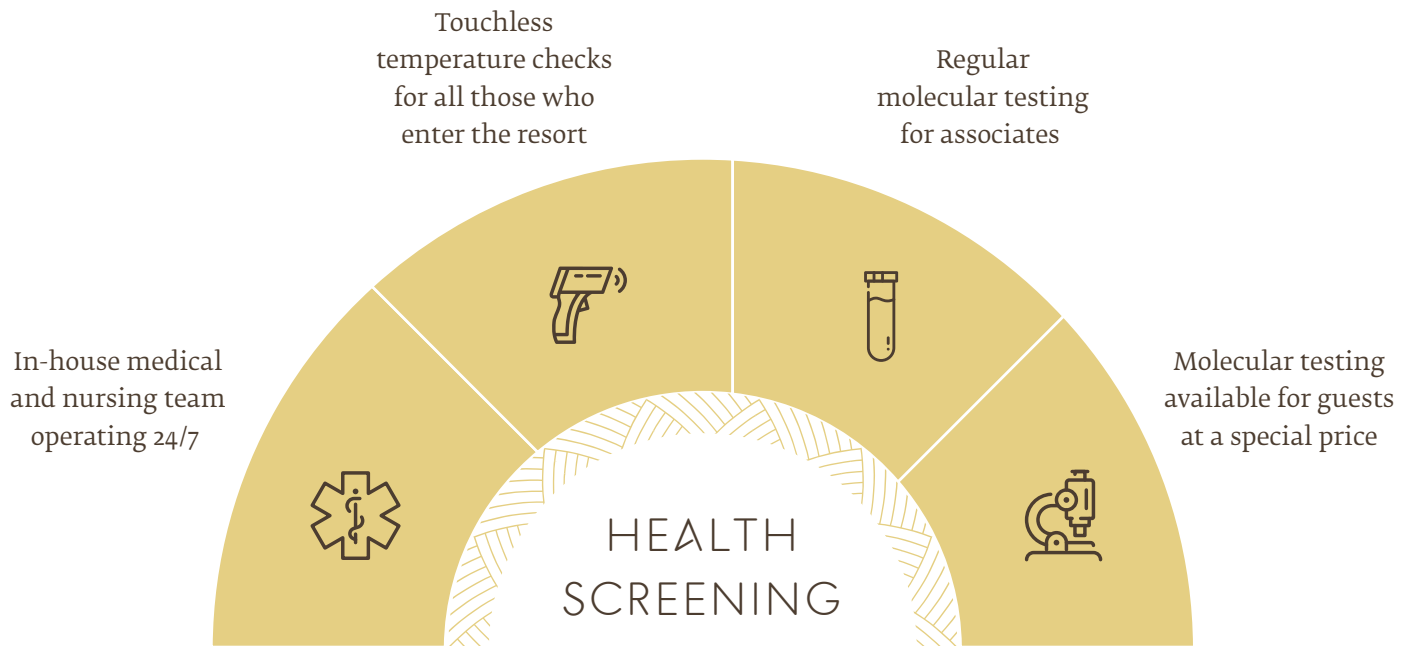 Touchless
temperature checks
for all those who
enter the resort
Regular
molecular testing
for associates
In-house medical
and nursing team
operating 24/7
Molecular testing
available for guests
at a special price
HEALTH
SCREENING